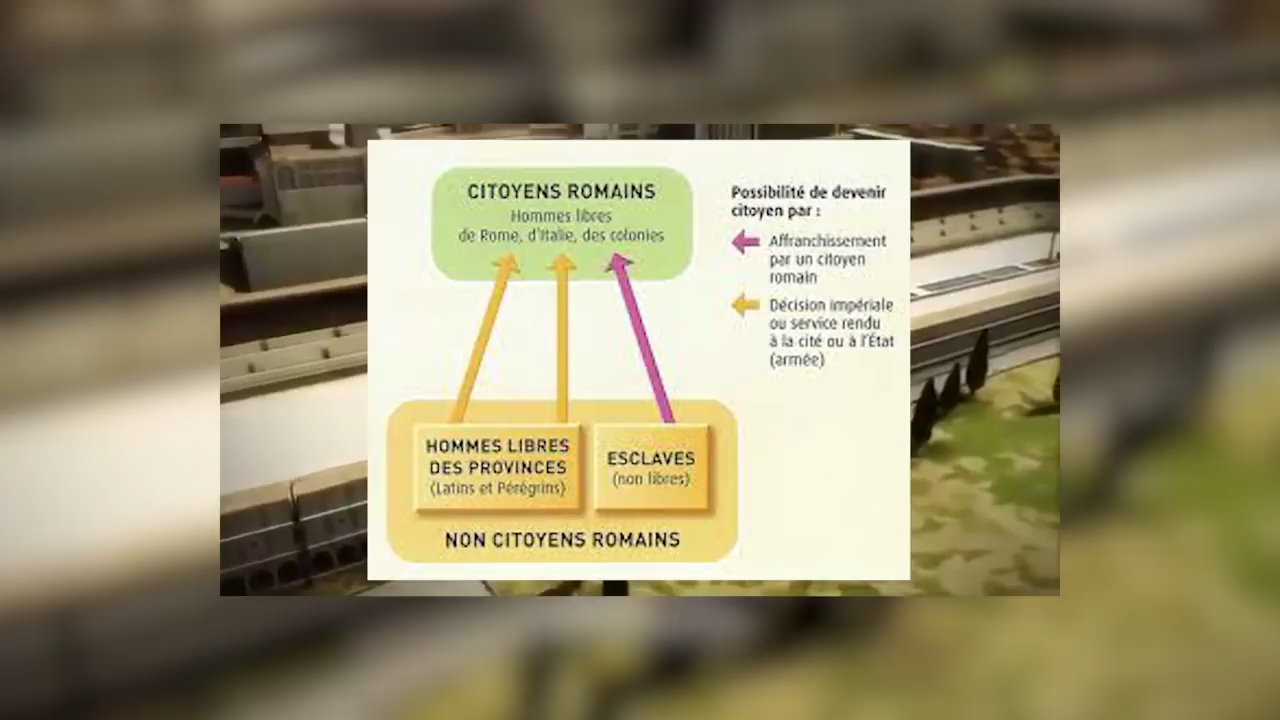 CITOYENS ROMAINS
Hommes libres
de Rome, d'Italie, des colonies
Possibilité de devenir
citoyen par :
Affranchissement
par un citoyen
romain
Décision impériale
ou service rendu
à la cité ou à l'État
(armée)
HOMMES LIBRES
DES PROVINCES
(Latins et Pérégrins)
ESCLAVES
(non libres)
NON CITOYENS ROMAINS